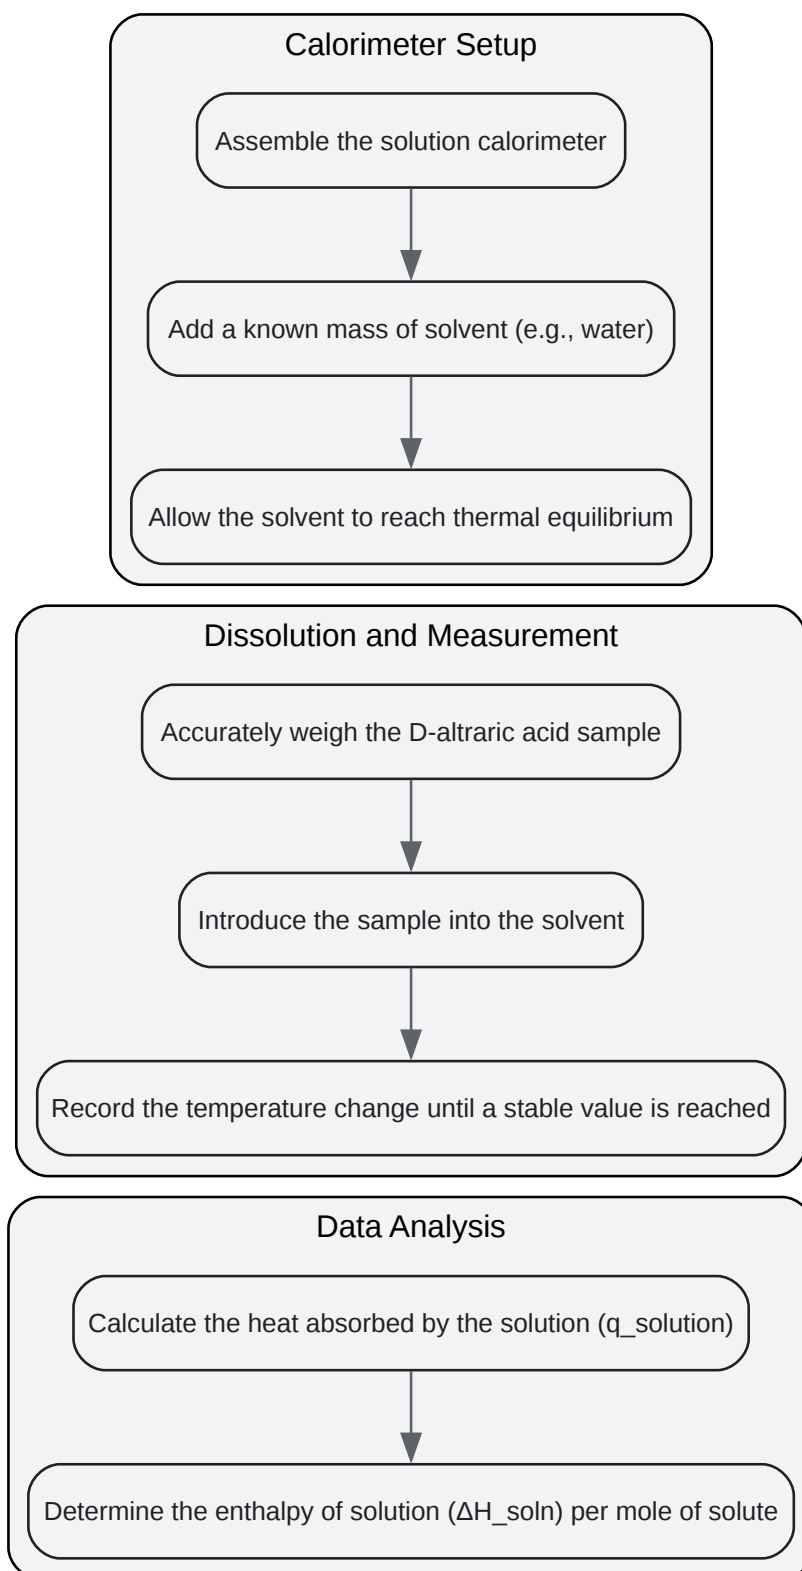 Calorimeter Setup
Assemble the solution calorimeter
Add a known mass of solvent (e.g., water)
Allow the solvent to reach thermal equilibrium
Dissolution and Measurement
Accurately weigh the D-altraric acid sample
Introduce the sample into the solvent
Record the temperature change until a stable value is reached
Data Analysis
Calculate the heat absorbed by the solution (q_solution)
Determine the enthalpy of solution (ΔH_soln) per mole of solute